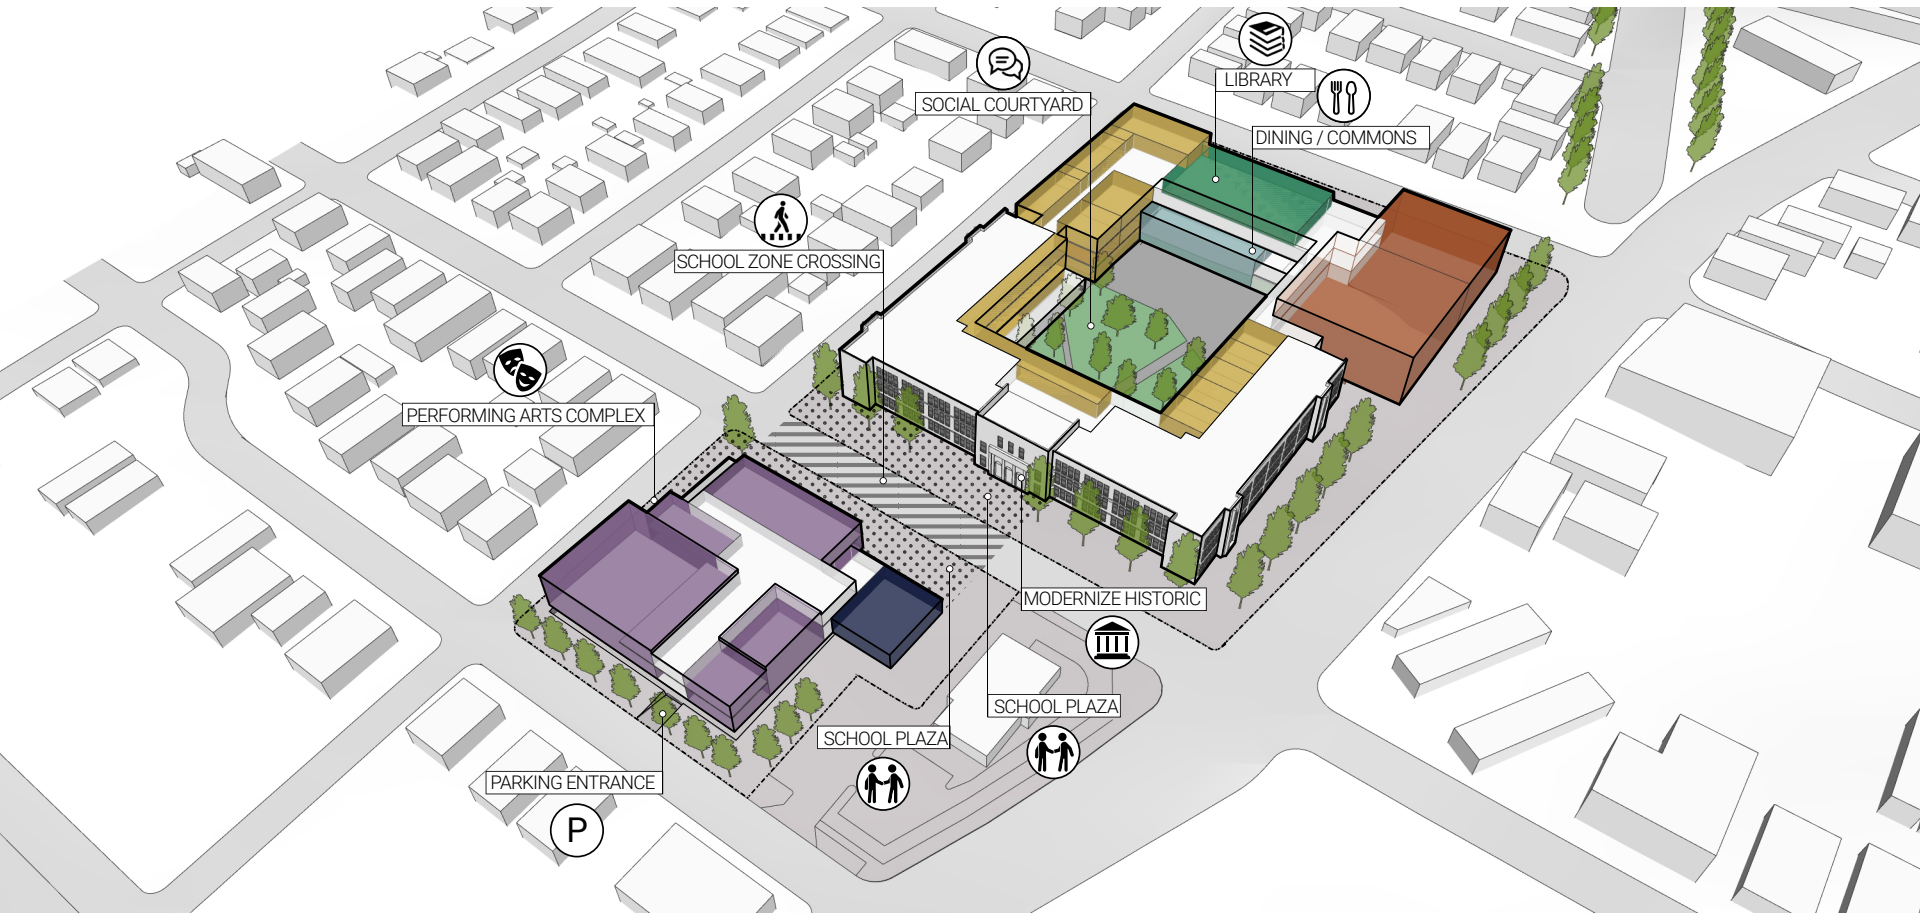 LIBRARY
SOCIAL COURTYARD
DINING / COMMONS
SCHOOL ZONE CROSSING
PERFORMING ARTS COMPLEX
MODERNIZE HISTORIC
SCHOOL PLAZA
SCHOOL PLAZA
PARKING ENTRANCE
P